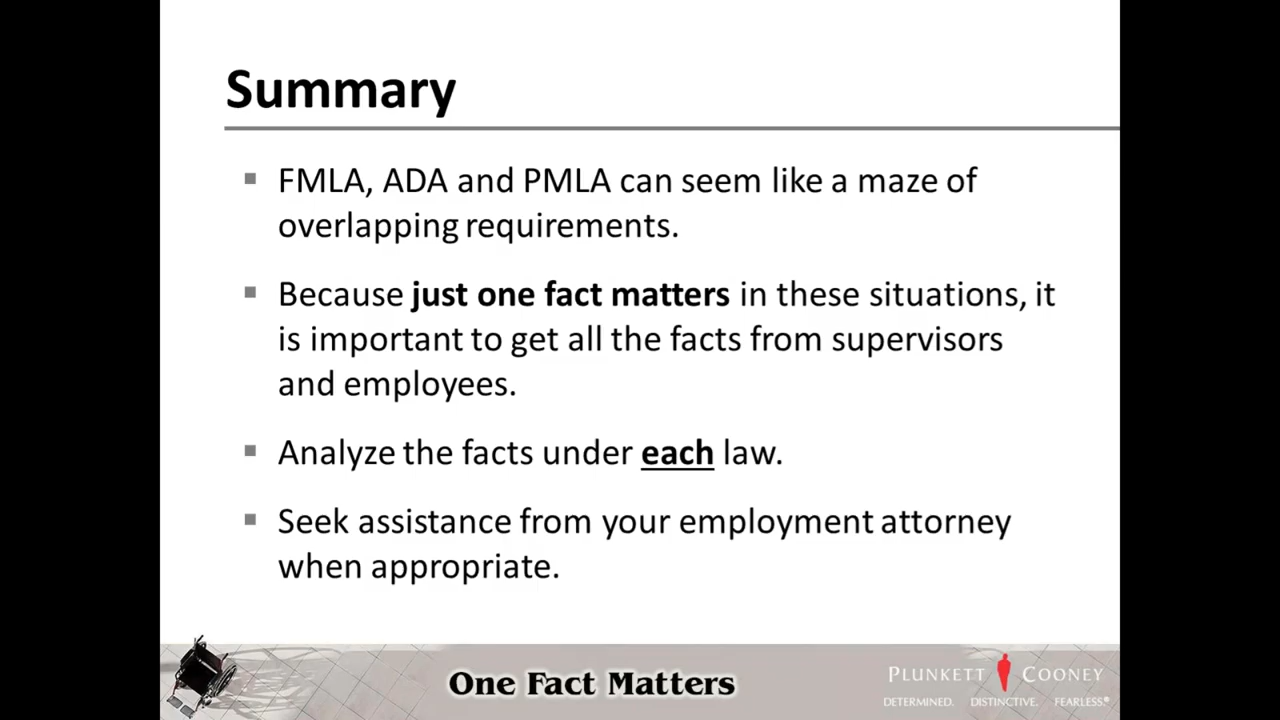 Summary
FMLA, ADA and PMLA can seem like a maze of
overlapping requirements.
Because just one fact matters in these situations, it
is important to get all the facts from supervisors
and employees.
Analyze the facts under each law.
Seek assistance from your employment attorney
when appropriate.
One Fact Matters
PLUNKETT COONEY
DETERMINED. DISTINCTIVE. FEARLESS®